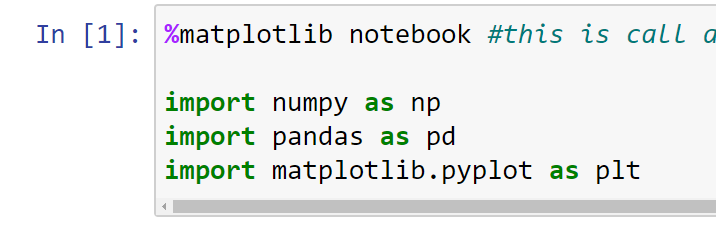 In [1]: %matplotlib notebook #this is call a
import numpy as np
import pandas as pd
import matplotlib.pyplot as plt